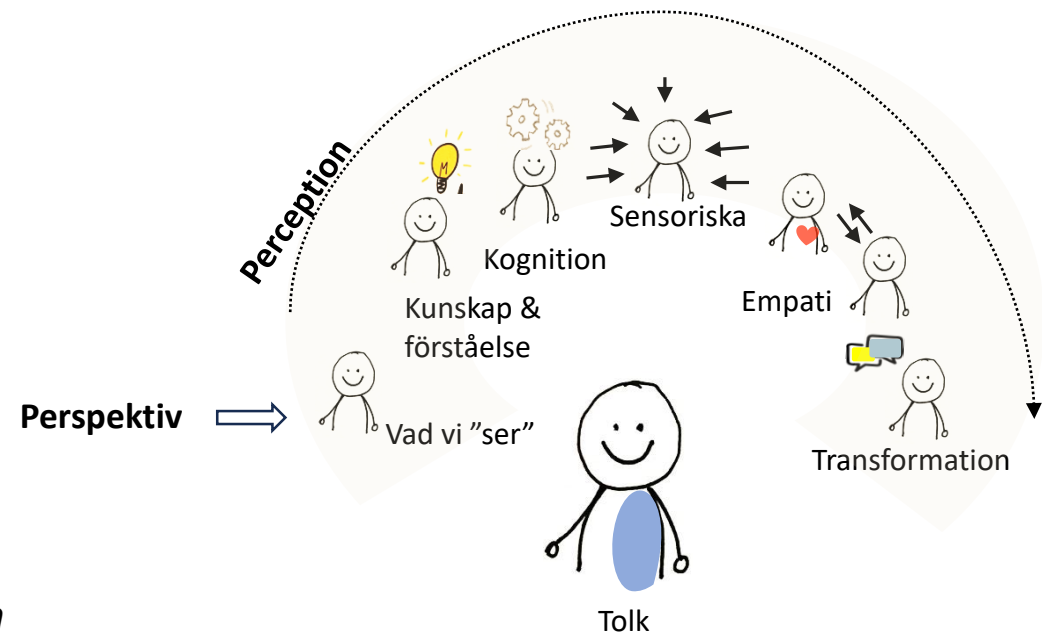 Perception
Sensoriska
Kognition
Kunskap &
förståelse
Empati
Perspektiv
Vad vi ”ser”
Transformation
Tolk